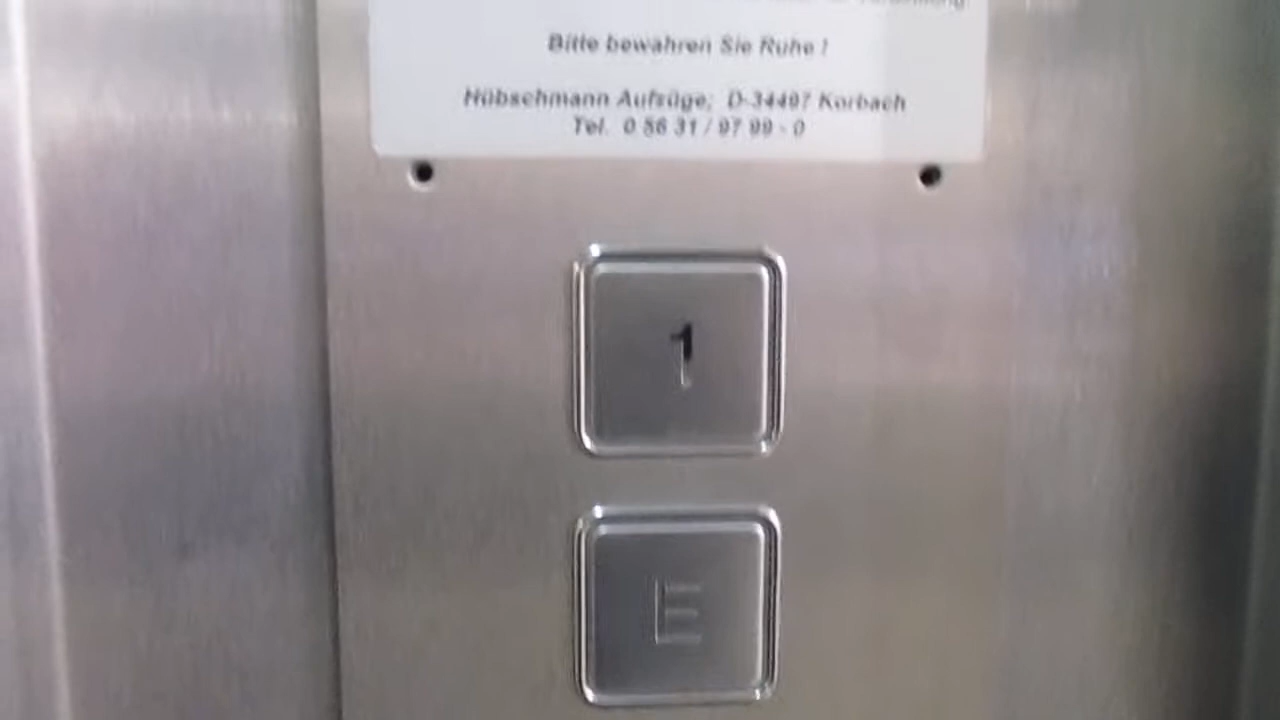 Bitte bewahren Sie Ruhe !
Hübschmann Aufzüge; D-34497 Korbach
Tel. 0 56 31 / 97 99 - 0
1
E